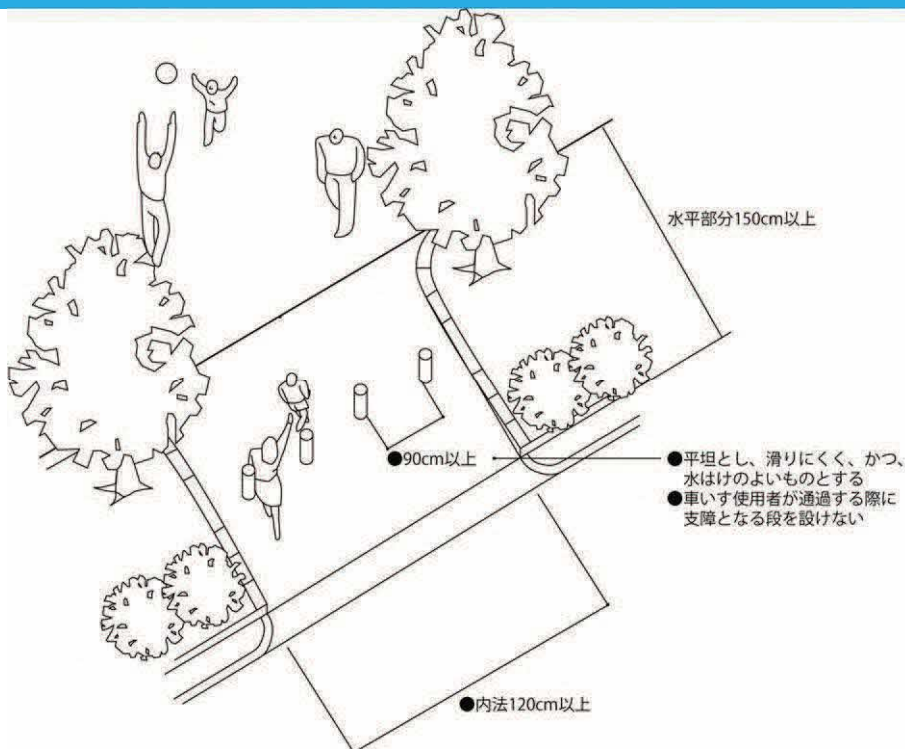 水平部分150cm以上
●90cm以上
●平坦とし、滑りにくく、かつ、
水はけのよいものとする
●車いす使用者が通過する際に
支障となる段を設けない
●内法120cm以上